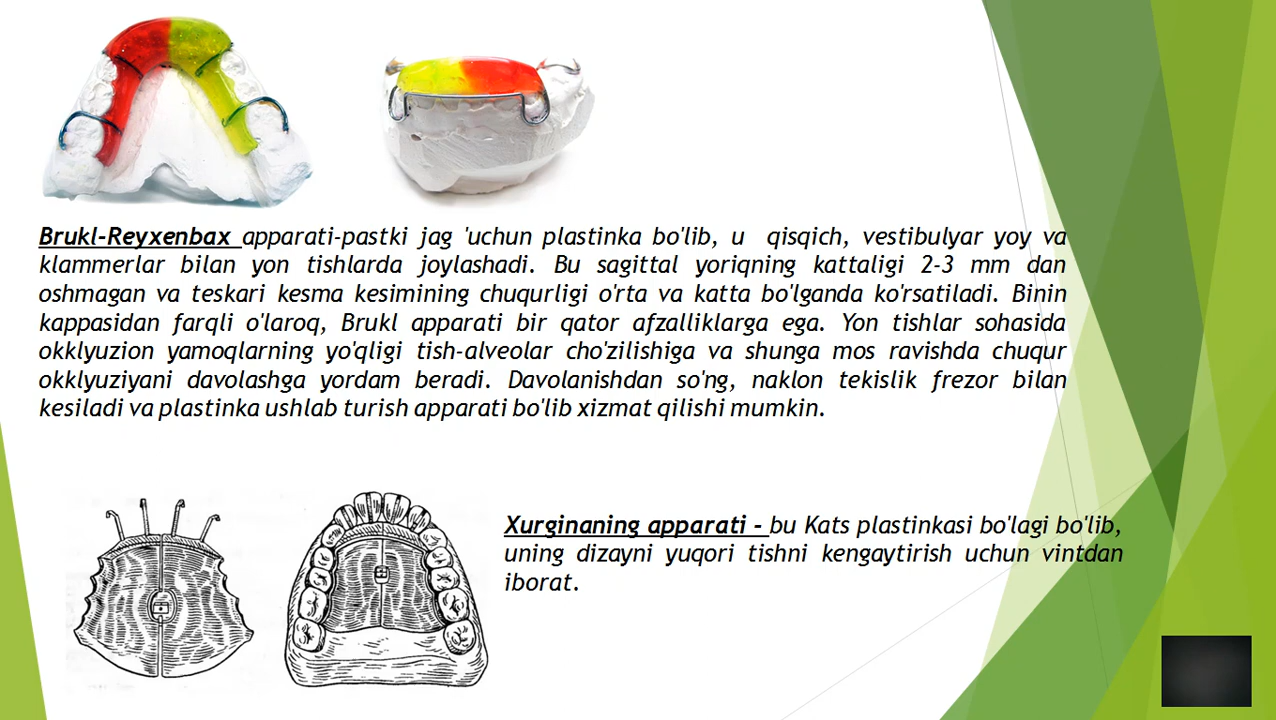 Brukl-Reyxenbax apparati-pastki jag 'uchun plastinka bo'lib, u qisqich, vestibulyar yoy va
klammerlar bilan yon tishlarda joylashadi. Bu sagittal yoriqning kattaligi 2-3 mm dan
oshmagan va teskari kesma kesimining chuqurligi o'rta va katta bo'lganda ko'rsatiladi. Binin
kappasidan farqli o'laroq, Brukl apparati bir qator afzalliklarga ega. Yon tishlar sohasida
okklyuzion yamoqlarning yo'qligi tish-alveolar cho'zilishiga va shunga mos ravishda chuqur
okklyuziyani davolashga yordam beradi. Davolanishdan so'ng, naklon tekislik frezor bilan
kesiladi va plastinka ushlab turish apparati bo'lib xizmat qilishi mumkin.
Xurginaning apparati - bu Kats plastinkasi bo'lagi bo'lib,
uning dizayni yuqori tishni kengaytirish uchun vintdan
iborat.